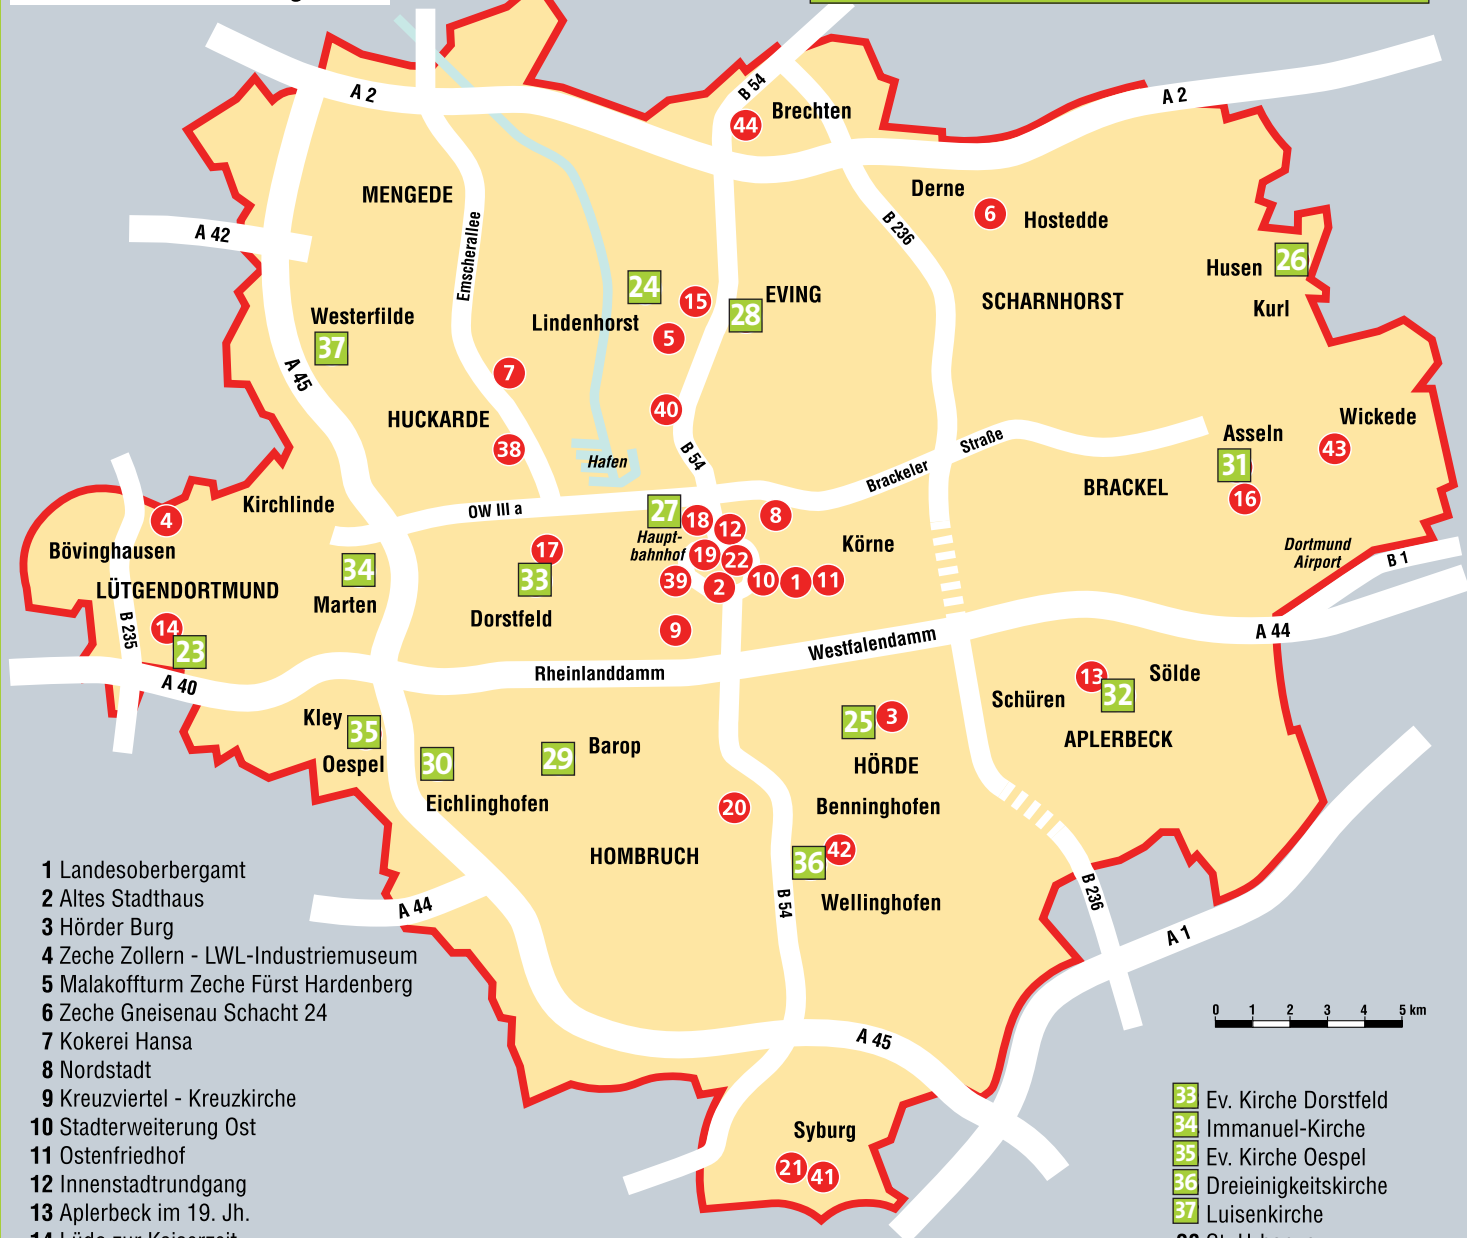 B 54
A 2
A 2
Brechten
44
Derne
6
Hostedde
MENGEDE
B 236
A 42
Emscherallee
Husen
26
Kurl
24
15
28
EVING
SCHARNHORST
Westerfilde
37
Lindenhorst
5
A 45
7
HUCKARDE
40
38
B 54
Hafen
Brackeler
Straße
Wickede
Asseln
43
31
16
BRACKEL
Kirchlinde
OW III a
4
Bövinghausen
27
18
12
8
Haupt-
bahnhof
19
22
Körne
17
39
2
10
1
11
Dortmund
Airport
B 1
34
Marten
33
Dorstfeld
LÜTGENDORTMUND
B 235
14
23
9
Westfalendamm
A 44
Rheinlanddamm
A 40
13
32
Sölde
Schüren
APLERBECK
Kley
35
Oespel
30
29
Barop
25
3
HÖRDE
Eichlinghofen
20
Benninghofen
HOMBRUCH
36
42
Wellinghofen
B 54
B 236
A 44
A 1
A 45
Syburg
21
41
0 1 2 3 4 5 km
1 Landesoberbergamt
2 Altes Stadthaus
3 Hörder Burg
4 Zeche Zollern - LWL-Industriemuseum
5 Malakoffturm Zeche Fürst Hardenberg
6 Zeche Gneisenau Schacht 24
7 Kokerei Hansa
8 Nordstadt
9 Kreuzviertel - Kreuzkirche
10 Stadterweiterung Ost
11 Ostenfriedhof
12 Innenstadtrundgang
13 Aplerbeck im 19. Jh.
14 Lüdo zur Kaiserzeit
33 Ev. Kirche Dorstfeld
34 Immanuel-Kirche
35 Ev. Kirche Oespel
36 Dreieinigkeitskirche
37 Luisenkirche